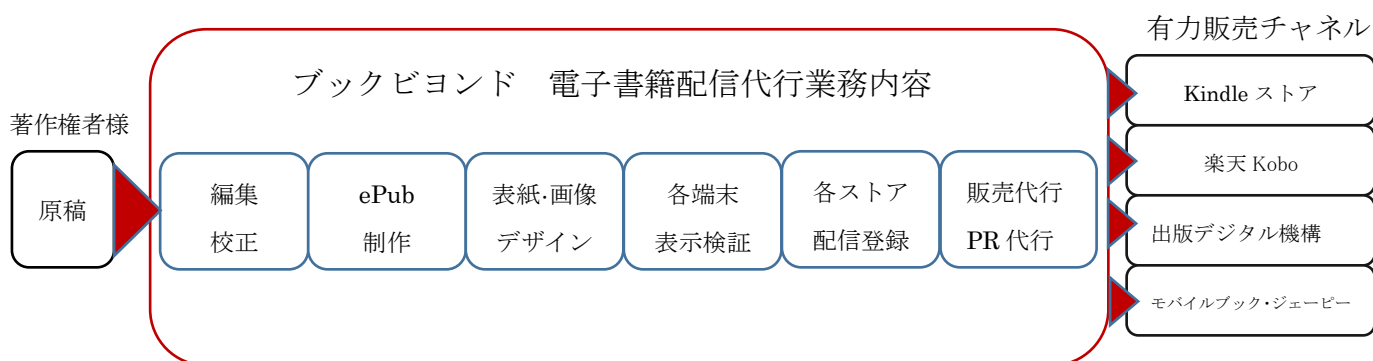 有力販売チャネル
ブックビヨンド　電子書籍配信代行業務内容
著作権者様
原稿
編集
校正
ePub
制作
表紙・画像
デザイン
各端末
表示検証
各ストア
配信登録
販売代行
PR 代行
Kindle ストア
楽天 Kobo
出版デジタル機構
モバイルブック・ジェーピー